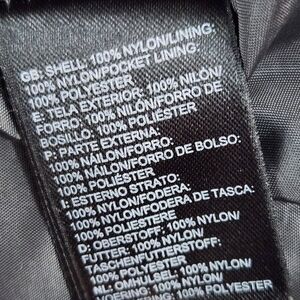 GB: SHELL: 100% NYLON/LINING:
100% NYLON/POCKET LINING:
100% POLYESTER
E: TELA EXTERIOR: 100% NILÓN/
FORRO: 100% NILÓN/FORRO DE
BOSILLO: 100% POLIÉSTER
P: PARTE EXTERNA:
100% NÁILON/FORRO:
100% NÁILON/FORRO DE BOLSO:
100% POLIÉSTER
I: ESTERNO STRATO:
100% NYLON/FODERA:
100% NYLON/FODERA DE TASCA:
100% POLIESTERE
D: OBERSTOFF: 100% NYLON/
FUTTER: 100% NYLON/
TASCHENFUTTERSTOFF:
100% POLYESTER
NL: OMHULSEL: 100% NYLON/
VOERING: 100% NYLON/